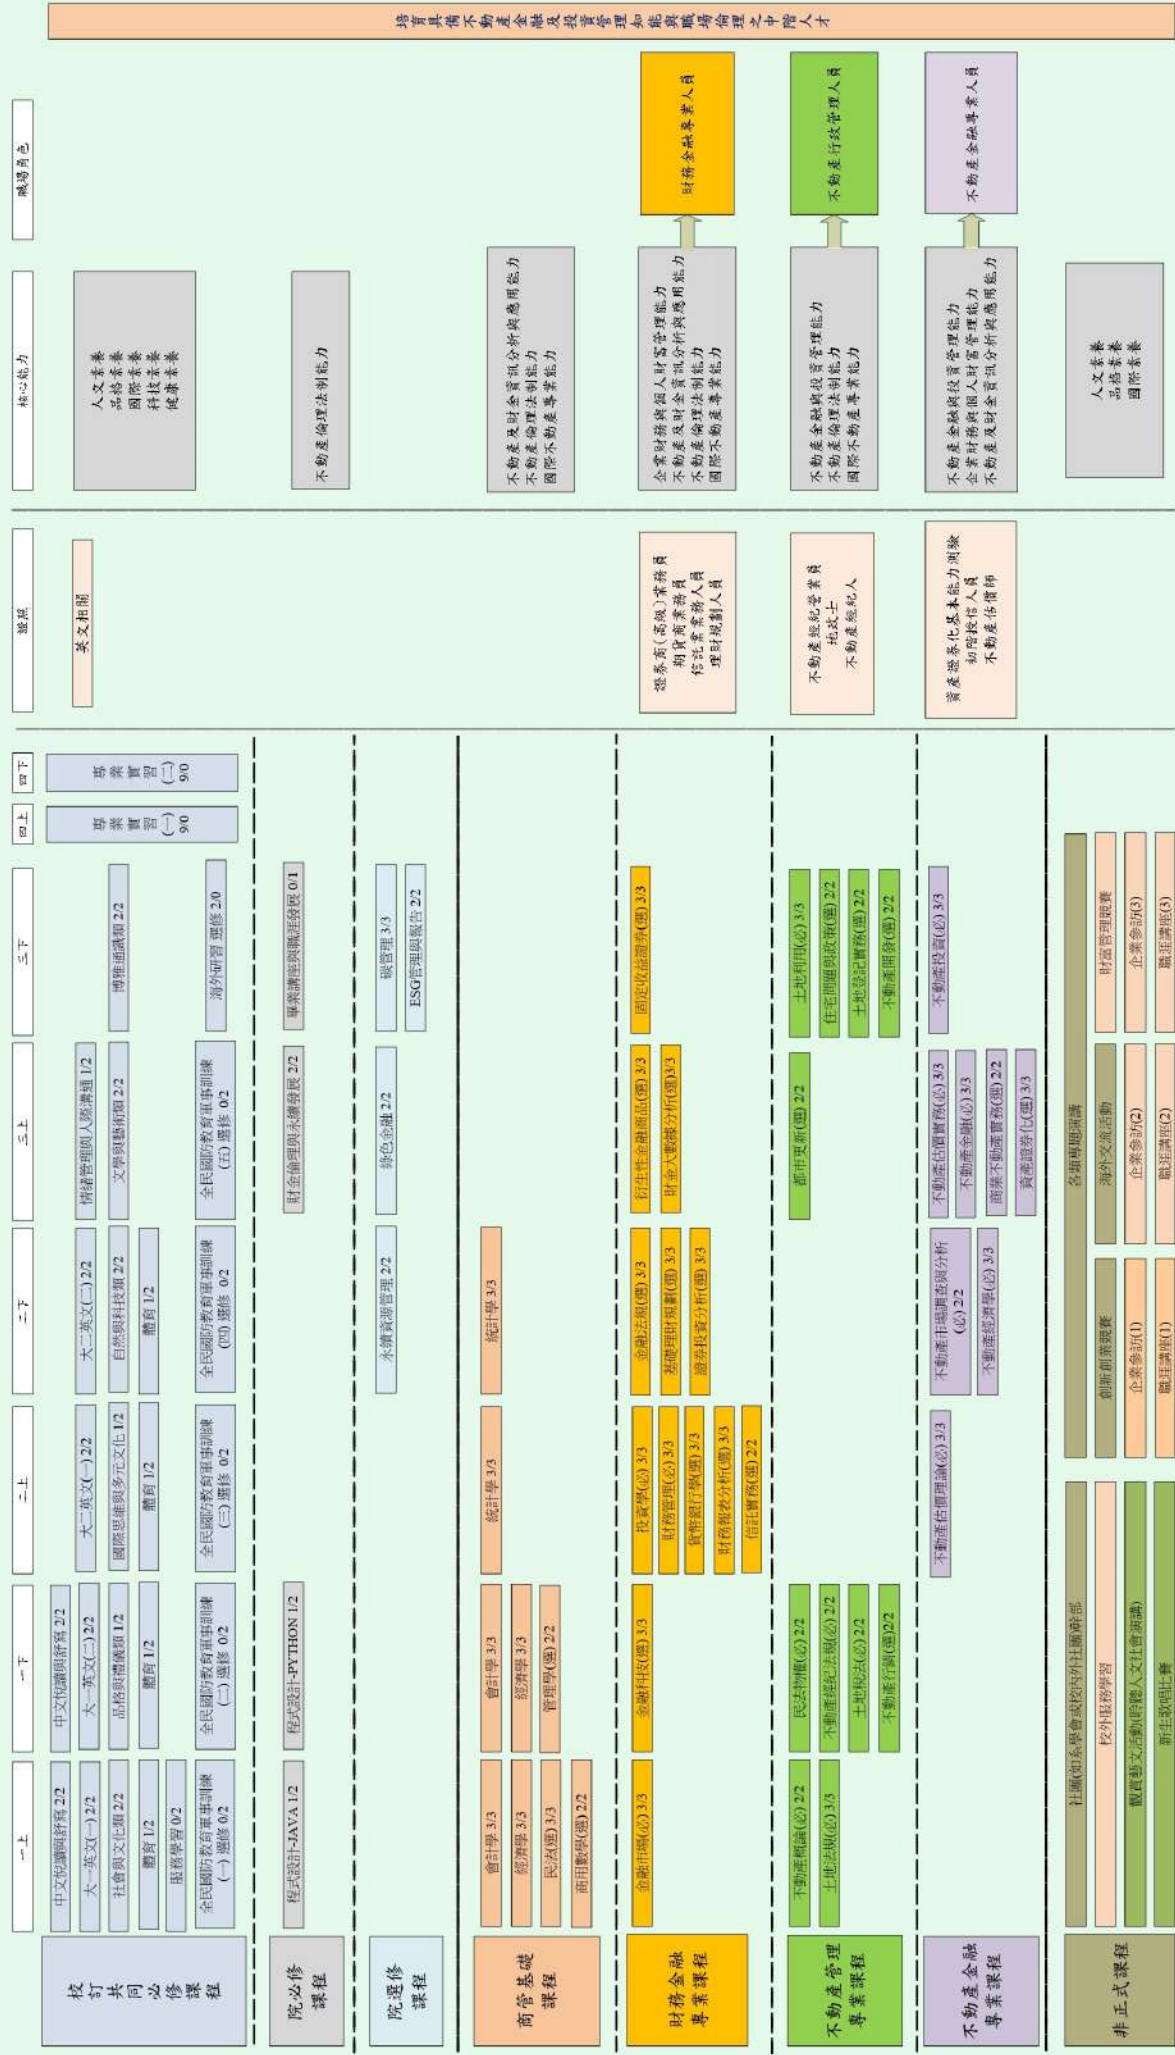 一上
一下
二上
二下
三上
三下
四上
四下
證照
核心能力
職場角色
校訂
共同
必修
課程
中文悅讀與舒寫 2/2
大一英文(一) 2/2
社會與文化類 2/2
體育 1/2
服務學習 0/2
全民國防教育軍事訓練
(一) 選修 0/2
中文悅讀與舒寫 2/2
大一英文(二) 2/2
品格與禮儀類 1/2
體育 1/2
全民國防教育軍事訓練
(二) 選修 0/2
大二英文(一) 2/2
國際思維與多元文化 1/2
體育 1/2
全民國防教育軍事訓練
(三) 選修 0/2
大二英文(二) 2/2
自然與科技類 2/2
體育 1/2
全民國防教育軍事訓練
(四) 選修 0/2
情緒管理與人際溝通 1/2
文學與藝術類 2/2
全民國防教育軍事訓練
(五) 選修 0/2
博雅通識類 2/2
海外研習 選修 2/0
專業
實習
(一)
9/0
專業
實習
(二)
9/0
英文相關
人文素養
品格素養
國際素養
科技素養
健康素養
院必修
課程
程式設計-JAVA 1/2
程式設計-PYTHON 1/2
財金倫理與永續發展 2/2
畢業講座與職涯發展 0/1
不動產倫理法制能力
院選修
課程
永續資源管理 2/2
綠色金融 2/2
碳管理 3/3
ESG管理與報告 2/2
商管基礎
課程
會計學 3/3
經濟學 3/3
民法(選) 3/3
商用數學(選) 2/2
會計學 3/3
經濟學 3/3
管理學(選) 2/2
統計學 3/3
統計學 3/3
不動產及財金資訊分析與應用能力
不動產倫理法制能力
國際不動產專業能力
財務金融
專業課程
金融市場(必) 3/3
金融科技(選) 3/3
投資學(必) 3/3
財務管理(必) 3/3
貨幣銀行學(選) 3/3
財務報表分析(選) 3/3
信託實務(選) 2/2
金融法規(選) 3/3
基礎理財規劃(選) 3/3
證券投資分析(選) 3/3
衍生性金融商品(選) 3/3
財金大數據分析(選)3/3
固定收益證券(選) 3/3
證券商(高級)業務員
期貨商業務員
信託業業務人員
理財規劃人員
企業財務與個人財富管理能力
不動產及財金資訊分析與應用能力
不動產倫理法制能力
國際不動產專業能力
財務金融專業人員
不動產管理
專業課程
不動產概論(必) 2/2
土地法規(必) 3/3
民法物權(必) 2/2
不動產經紀法規(必) 2/2
土地稅法(必) 2/2
不動產行銷(選)2/2
都市更新(選) 2/2
土地利用(必) 3/3
住宅問題與政策(選) 2/2
土地登記實務(選) 2/2
不動產開發(選) 2/2
不動產經紀營業員
地政士
不動產經紀人
不動產金融與投資管理能力
不動產倫理法制能力
國際不動產專業能力
不動產行政管理人員
不動產金融
專業課程
不動產估價理論(必) 3/3
不動產市場調查與分析
(必) 2/2
不動產經濟學(必) 3/3
不動產估價實務(必) 3/3
不動產金融(必) 3/3
商業不動產實務(選) 2/2
資產證券化(選) 3/3
不動產投資(必) 3/3
資產證券化基本能力測驗
初階授信人員
不動產估價師
不動產金融與投資管理能力
企業財務與個人財富管理能力
不動產及財金資訊分析與應用能力
不動產金融專業人員
非正式課程
社團(如系學會或校內外社團)幹部
校外服務學習
觀賞藝文活動(聆聽人文社會演講)
新生歌唱比賽
各類專題演講
創新創業競賽
企業參訪(1)
職涯講座(1)
海外交流活動
企業參訪(2)
職涯講座(2)
財富管理競賽
企業參訪(3)
職涯講座(3)
人文素養
品格素養
國際素養
培育具備不動產金融及投資管理知能與職場倫理之中階人才